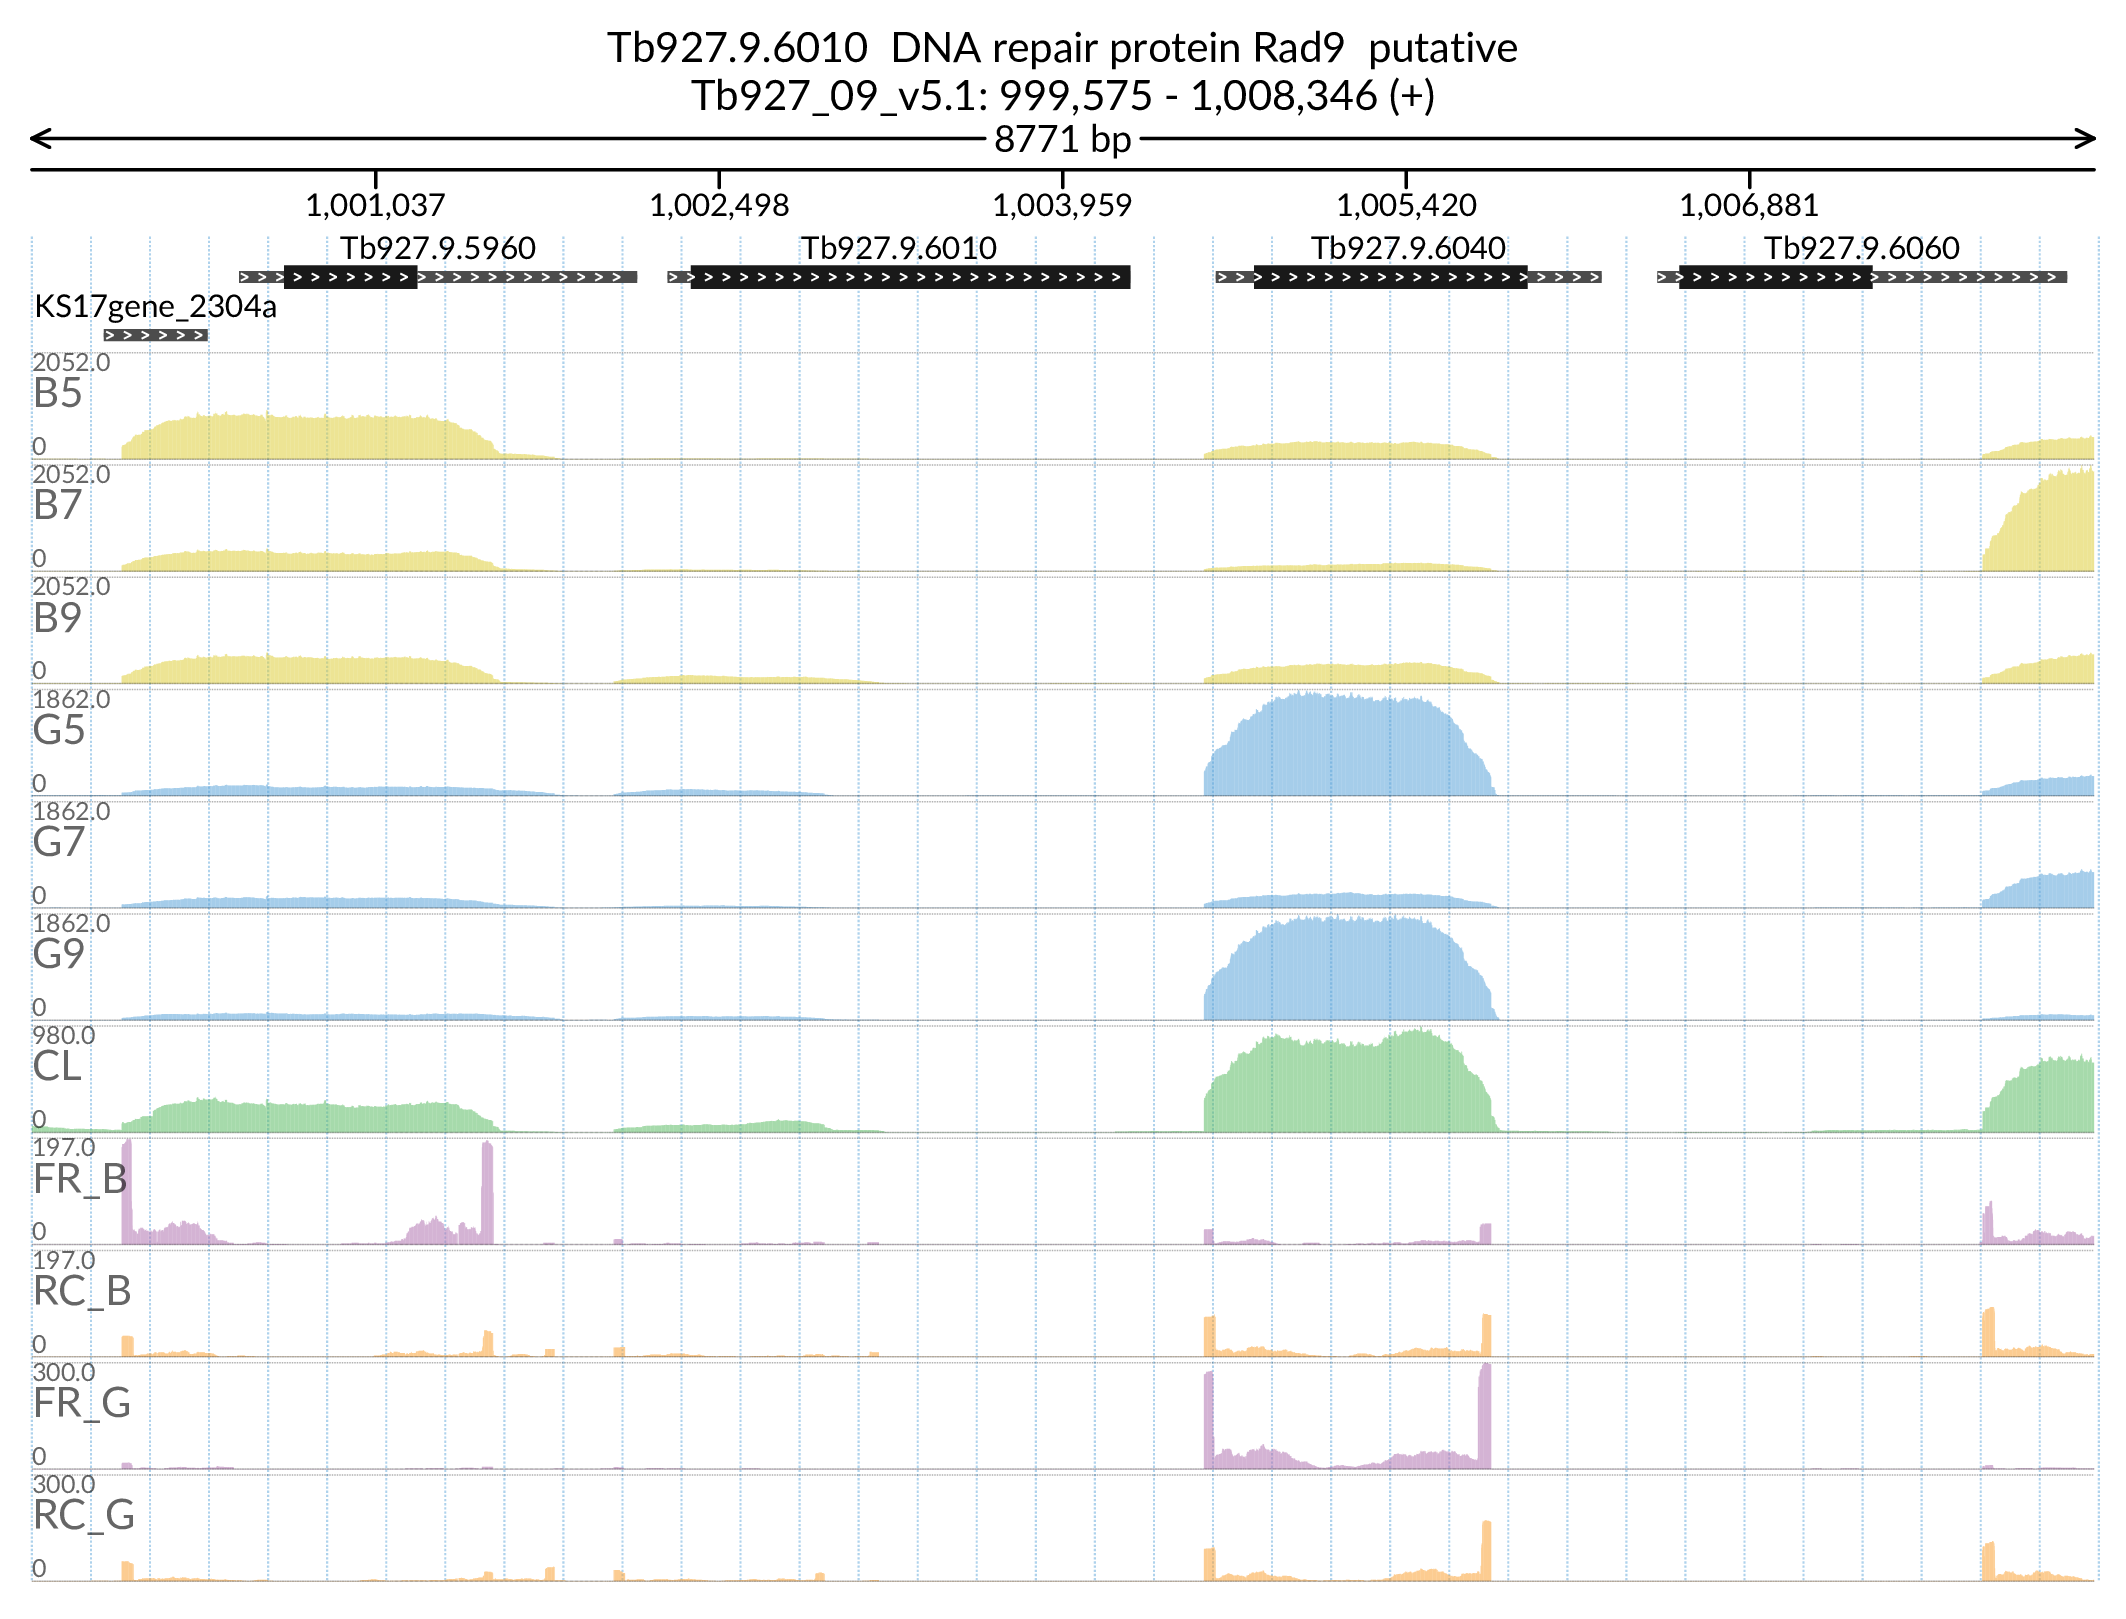 Tb927.9.6010  DNA repair protein Rad9  putative
Tb927_09_v5.1: 999,575 - 1,008,346 (+)
8771 bp
1,001,037 1,002,498 1,003,959 1,005,420 1,006,881
Tb927.9.5960 Tb927.9.6010 Tb927.9.6040 Tb927.9.6060
KS17gene_2304a
2052.0
B5
0
2052.0
B7
0
2052.0
B9
0
1862.0
G5
0
1862.0
G7
0
1862.0
G9
0
980.0
CL
0
197.0
FR_B
0
197.0
RC_B
0
300.0
FR_G
0
300.0
RC_G
0